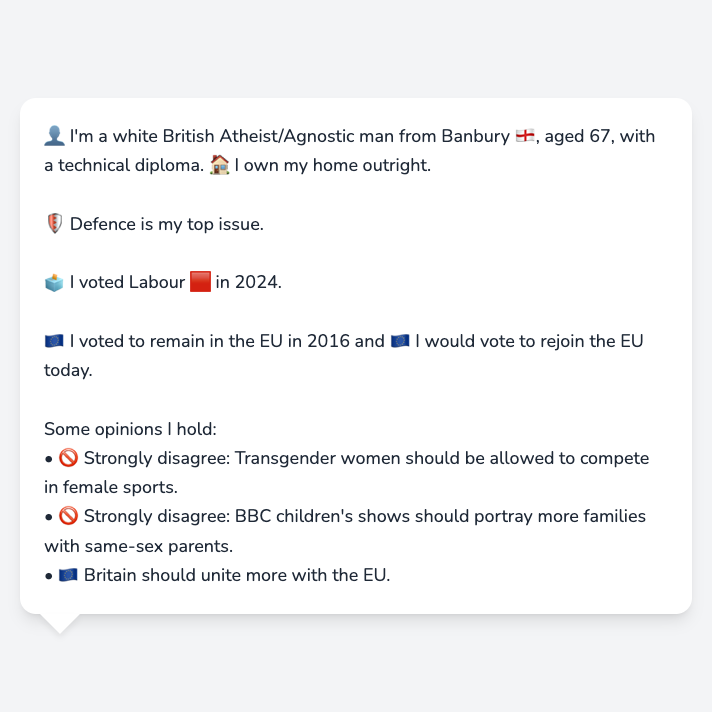 👤 I'm a white British Atheist/Agnostic man from Banbury 🏴󠁧󠁢󠁥󠁮󠁧󠁿, aged 67, with
a technical diploma. 🏠 I own my home outright.
🛡️ Defence is my top issue.
🗳️ I voted Labour 🟥 in 2024.
🇪🇺 I voted to remain in the EU in 2016 and 🇪🇺 I would vote to rejoin the EU
today.
Some opinions I hold:
• 🚫 Strongly disagree: Transgender women should be allowed to compete
in female sports.
• 🚫 Strongly disagree: BBC children's shows should portray more families
with same-sex parents.
• 🇪🇺 Britain should unite more with the EU.